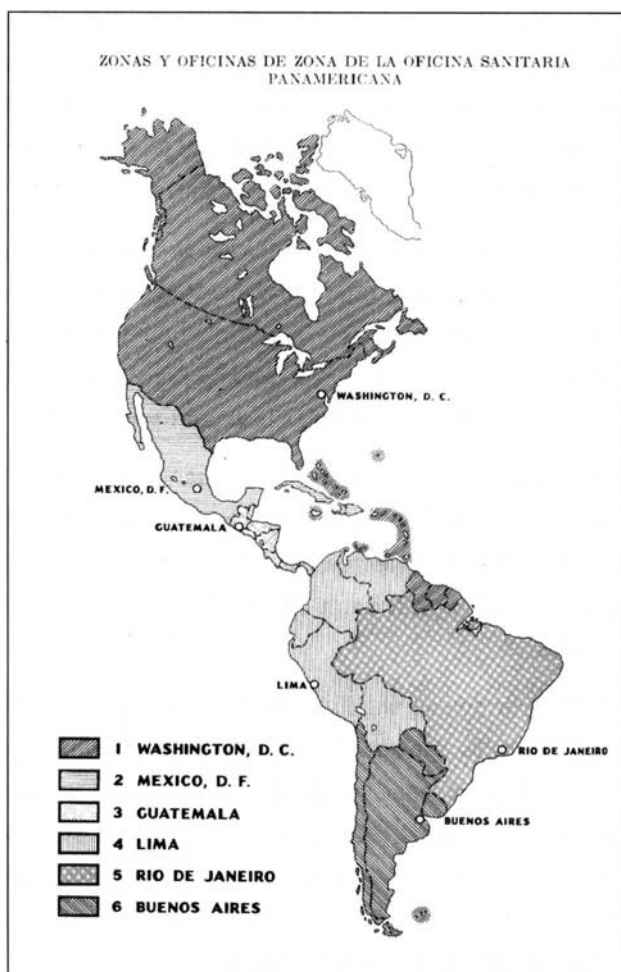 ZONAS Y OFICINAS DE ZONA DE LA OFICINA SANITARIA
PANAMERICANA
WASHINGTON, D. C.
MEXICO, D. F.
GUATEMALA
LIMA
RIO DE JANEIRO
BUENOS AIRES
1 WASHINGTON, D. C.
2 MEXICO, D. F.
3 GUATEMALA
4 LIMA
5 RIO DE JANEIRO
6 BUENOS AIRES